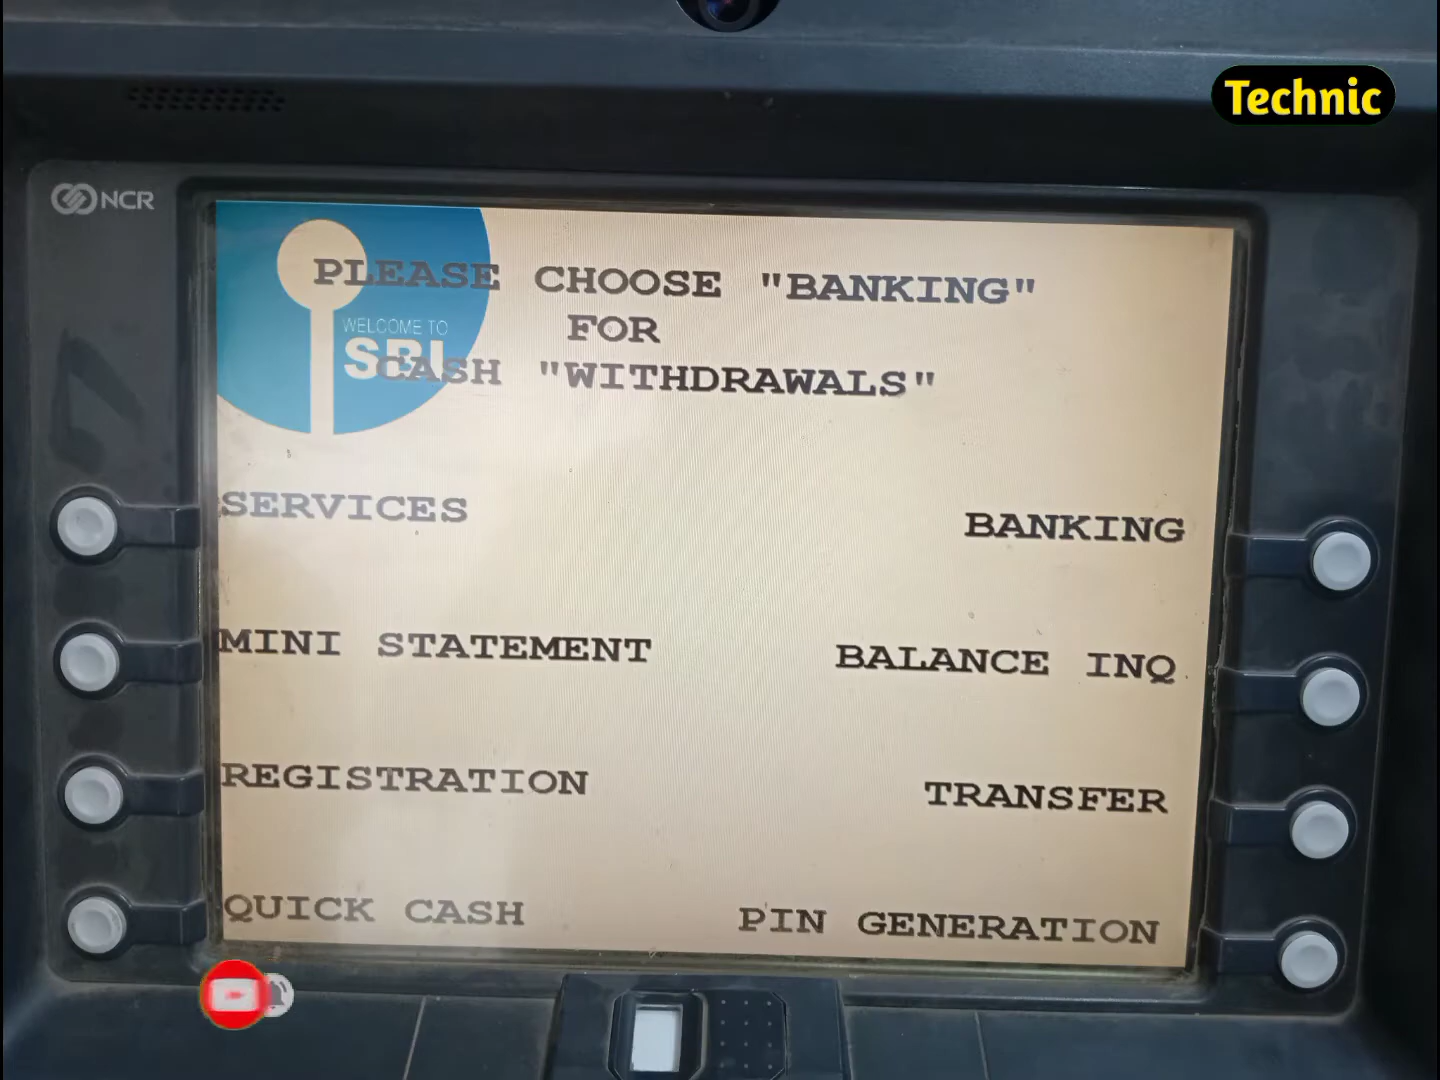 Technic
NCR
PLEASE CHOOSE "BANKING"
FOR
WELCOME TO
SBI
CASH "WITHDRAWALS"
SERVICES
BANKING
MINI STATEMENT
BALANCE INQ
REGISTRATION
TRANSFER
QUICK CASH
PIN GENERATION